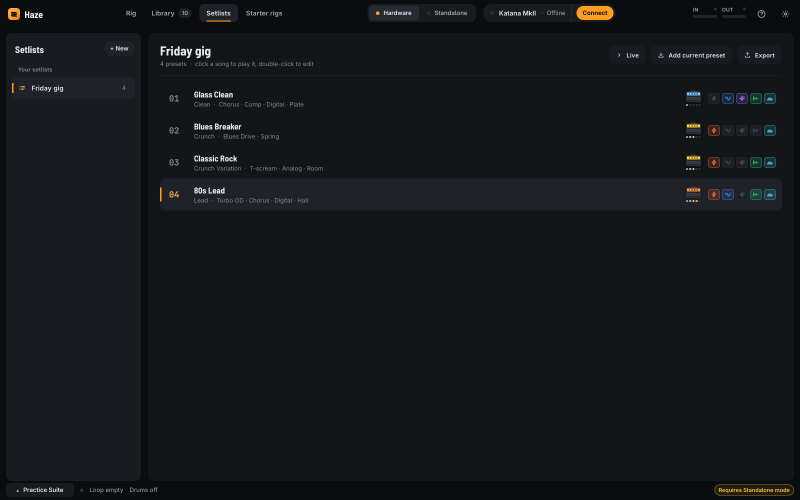 Haze
Rig
Library 10
Setlists
Starter rigs
Hardware
Standalone
Katana MkII · Offline
Connect
IN
OUT
Setlists
+ New
Your setlists
Friday gig 4
Friday gig
4 presets · click a song to play it, double-click to edit
Live
Add current preset
Export
01 Glass Clean
Clean · Chorus · Comp · Digital · Plate
02 Blues Breaker
Crunch · Blues Drive · Spring
03 Classic Rock
Crunch Variation · T-scream · Analog · Room
04 80s Lead
Lead · Turbo OD · Chorus · Digital · Hall
Practice Suite
Loop empty
Drums off
Requires Standalone mode